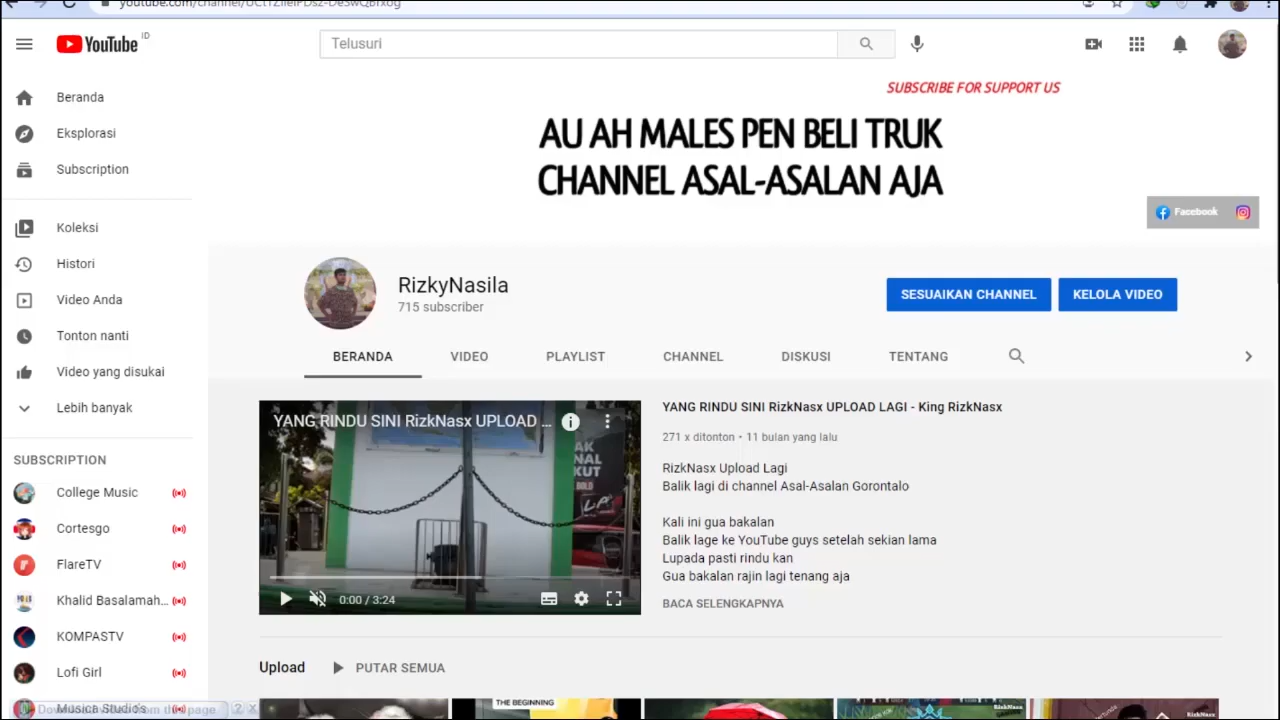 YouTube ID
Telusuri
Beranda
Eksplorasi
Subscription
Koleksi
Histori
Video Anda
Tonton nanti
Video yang disukai
Lebih banyak
SUBSCRIPTION
College Music
Cortesgo
FlareTV
Khalid Basalamah...
KOMPASTV
Lofi Girl
Musica Studio's
SUBSCRIBE FOR SUPPORT US
AU AH MALES PEN BELI TRUK
CHANNEL ASAL-ASALAN AJA
Facebook
RizkyNasila
715 subscriber
SESUAIKAN CHANNEL
KELOLA VIDEO
BERANDA
VIDEO
PLAYLIST
CHANNEL
DISKUSI
TENTANG
YANG RINDU SINI RizkNasx UPLOAD ...
0:00 / 3:24
YANG RINDU SINI RizkNasx UPLOAD LAGI - King RizkNasx
271 x ditonton • 11 bulan yang lalu
RizkNasx Upload Lagi
Balik lagi di channel Asal-Asalan Gorontalo
Kali ini gua bakalan
Balik lage ke YouTube guys setelah sekian lama
Lupada pasti rindu kan
Gua bakalan rajin lagi tenang aja
BACA SELENGKAPNYA
Upload
PUTAR SEMUA
THE BEGINNING
RizkNasx
RizkNasx